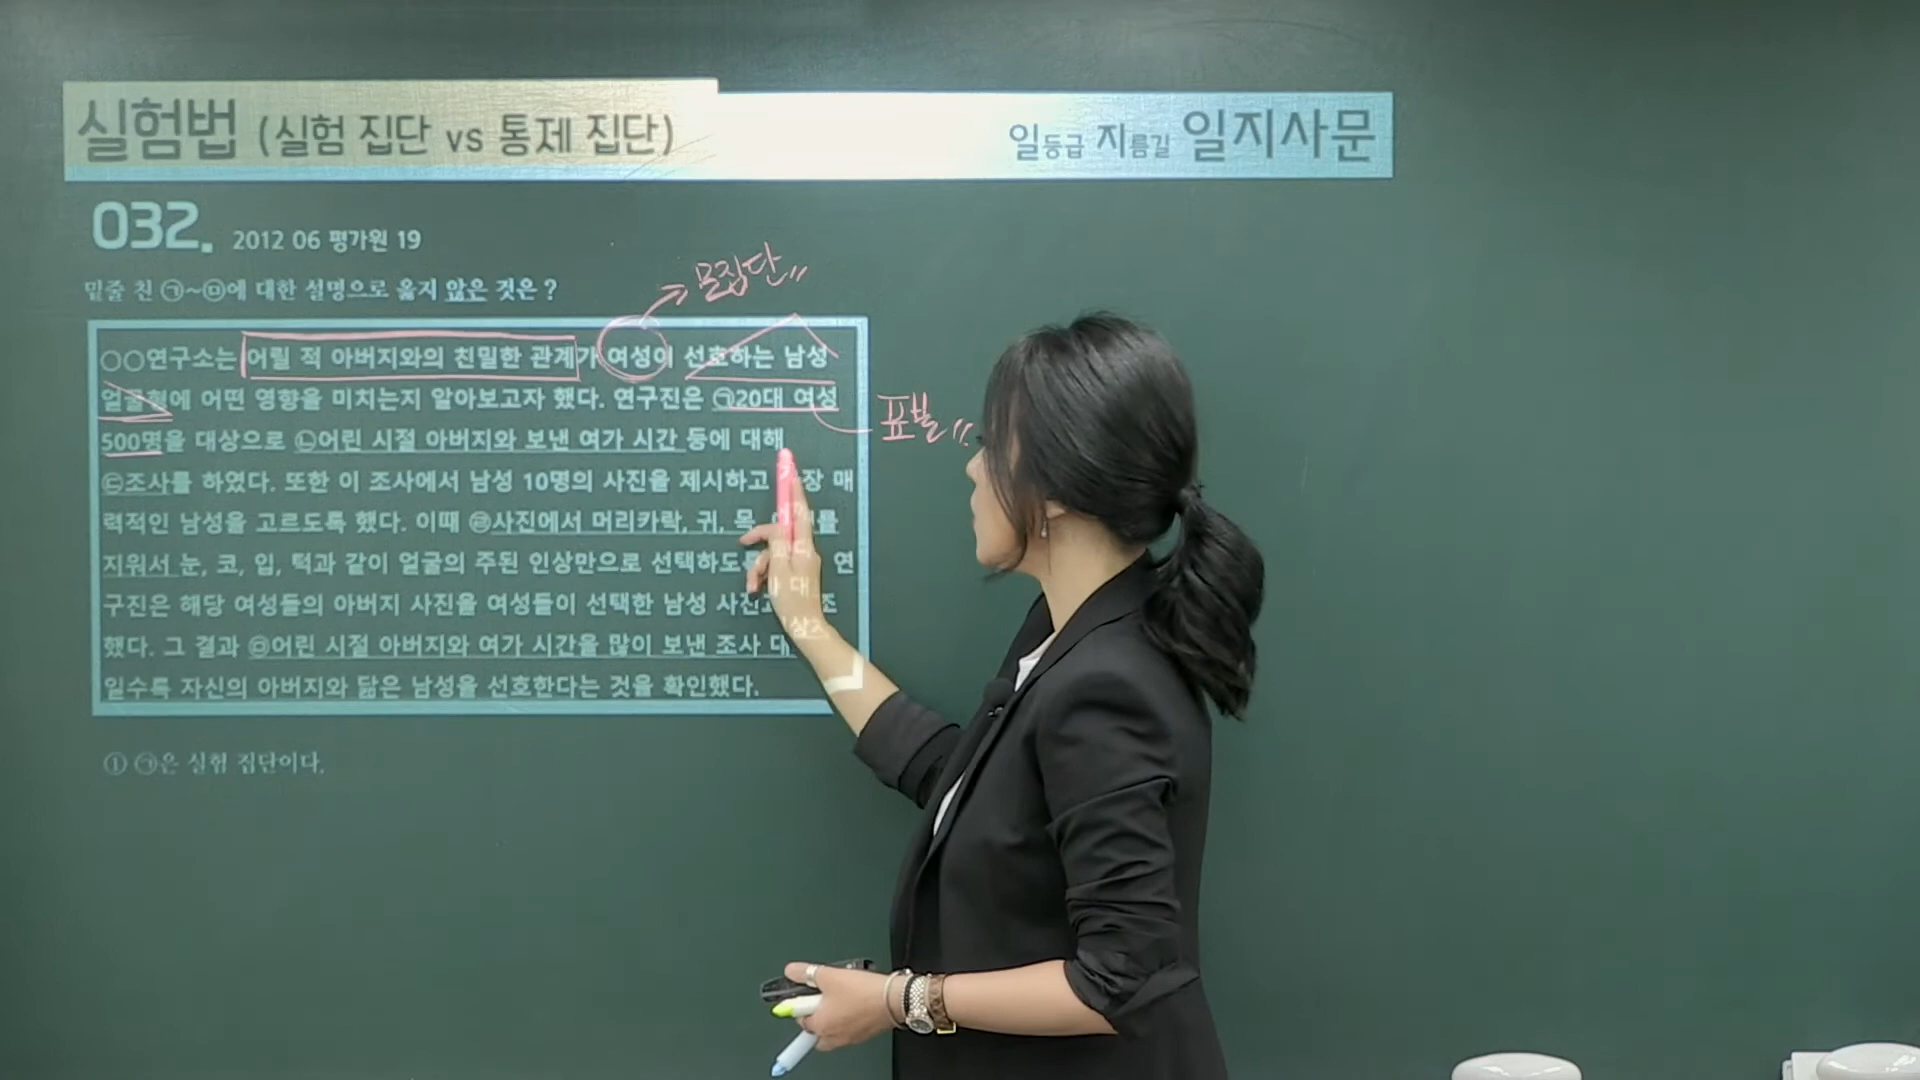 실험법 (실험 집단 vs 통제 집단)
일등급 지름길 일지사문
032. 2012 06 평가원 19
밑줄 친 ㉠~㉤에 대한 설명으로 옳지 않은 것은?
모집단
○○연구소는 어릴 적 아버지와의 친밀한 관계가 여성이 선호하는 남성
얼굴형에 어떤 영향을 미치는지 알아보고자 했다. 연구진은 ㉠20대 여성
표본
500명을 대상으로 ㉡어린 시절 아버지와 보낸 여가 시간 등에 대해
㉢조사를 하였다. 또한 이 조사에서 남성 10명의 사진을 제시하고 장 매
력적인 남성을 고르도록 했다. 이때 ㉣사진에서 머리카락, 귀, 목,
지워서 눈, 코, 입, 턱과 같이 얼굴의 주된 인상만으로 선택하도 연
구진은 해당 여성들의 아버지 사진을 여성들이 선택한 남성 사진 조
했다. 그 결과 ㉤어린 시절 아버지와 여가 시간을 많이 보낸 조사 대
일수록 자신의 아버지와 닮은 남성을 선호한다는 것을 확인했다.
① ㉠은 실험 집단이다.